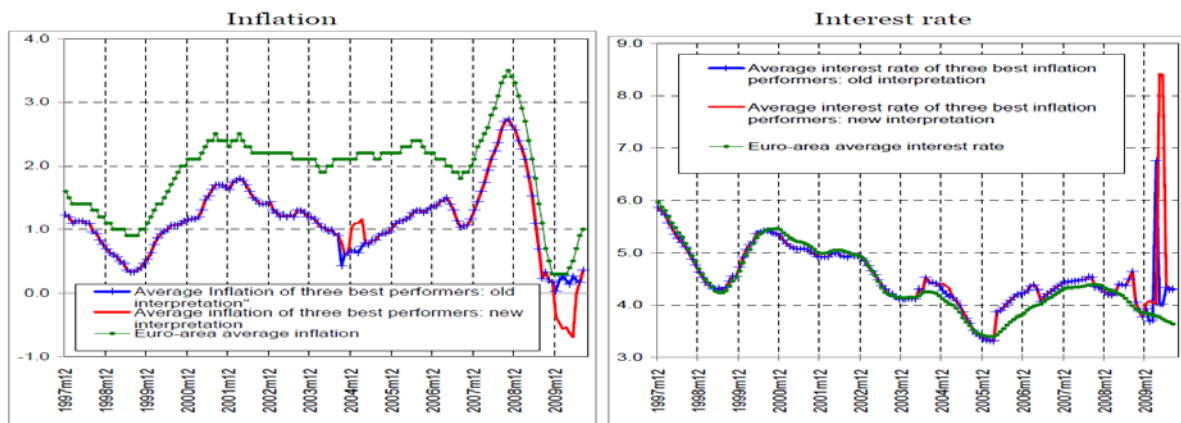 Inflation
4.0
3.0
2.0
1.0
0.0
-1.0
Average Inflation of three best performers: old
interpretation"
Average inflation of three best performers: new
interpretation
Euro-area average inflation
1997m12
1998m12
1999m12
2000m12
2001m12
2002m12
2003m12
2004m12
2005m12
2006m12
2007m12
2008m12
2009m12
Interest rate
9.0
8.0
7.0
6.0
5.0
4.0
3.0
Average interest rate of three best inflation
performers: old interpretation
Average interest rate of three best inflation
performers: new interpretation
Euro-area average interest rate
1997m12
1998m12
1999m12
2000m12
2001m12
2002m12
2003m12
2004m12
2005m12
2006m12
2007m12
2008m12
2009m12